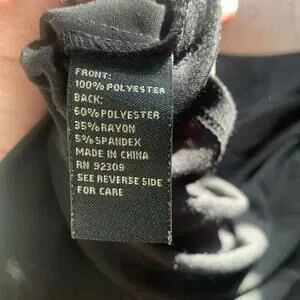 FRONT:
100% POLYESTER
BACK:
60% POLYESTER
35% RAYON
5% SPANDEX
MADE IN CHINA
RN 92309
SEE REVERSE SIDE
FOR CARE